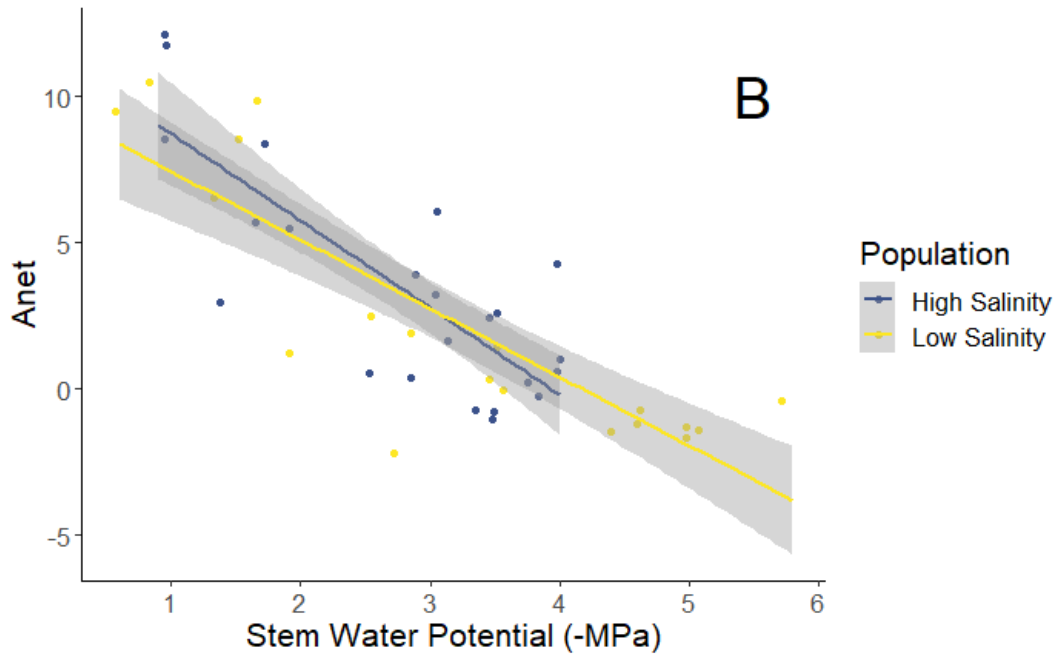 B
10
5
0
-5
Anet
1
2
3
4
5
6
Stem Water Potential (-MPa)
Population
High Salinity
Low Salinity